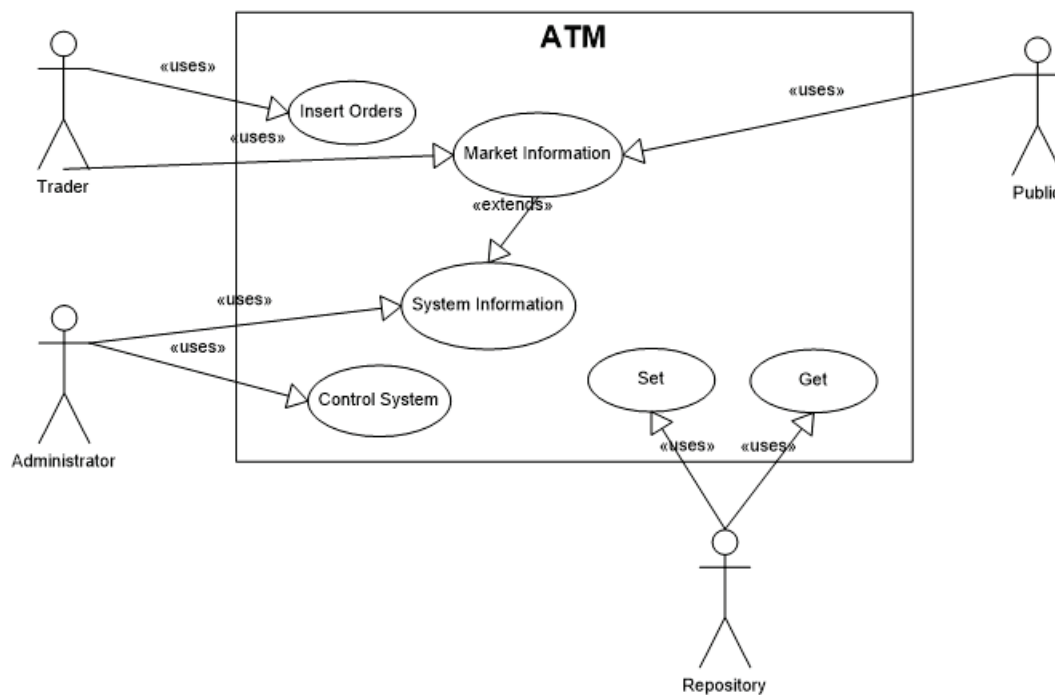 ATM
«uses»
Insert Orders
«uses»
«uses»
Market Information
Trader
Public
«extends»
System Information
«uses»
«uses»
Control System
Administrator
Set
Get
«uses»
«uses»
Repository